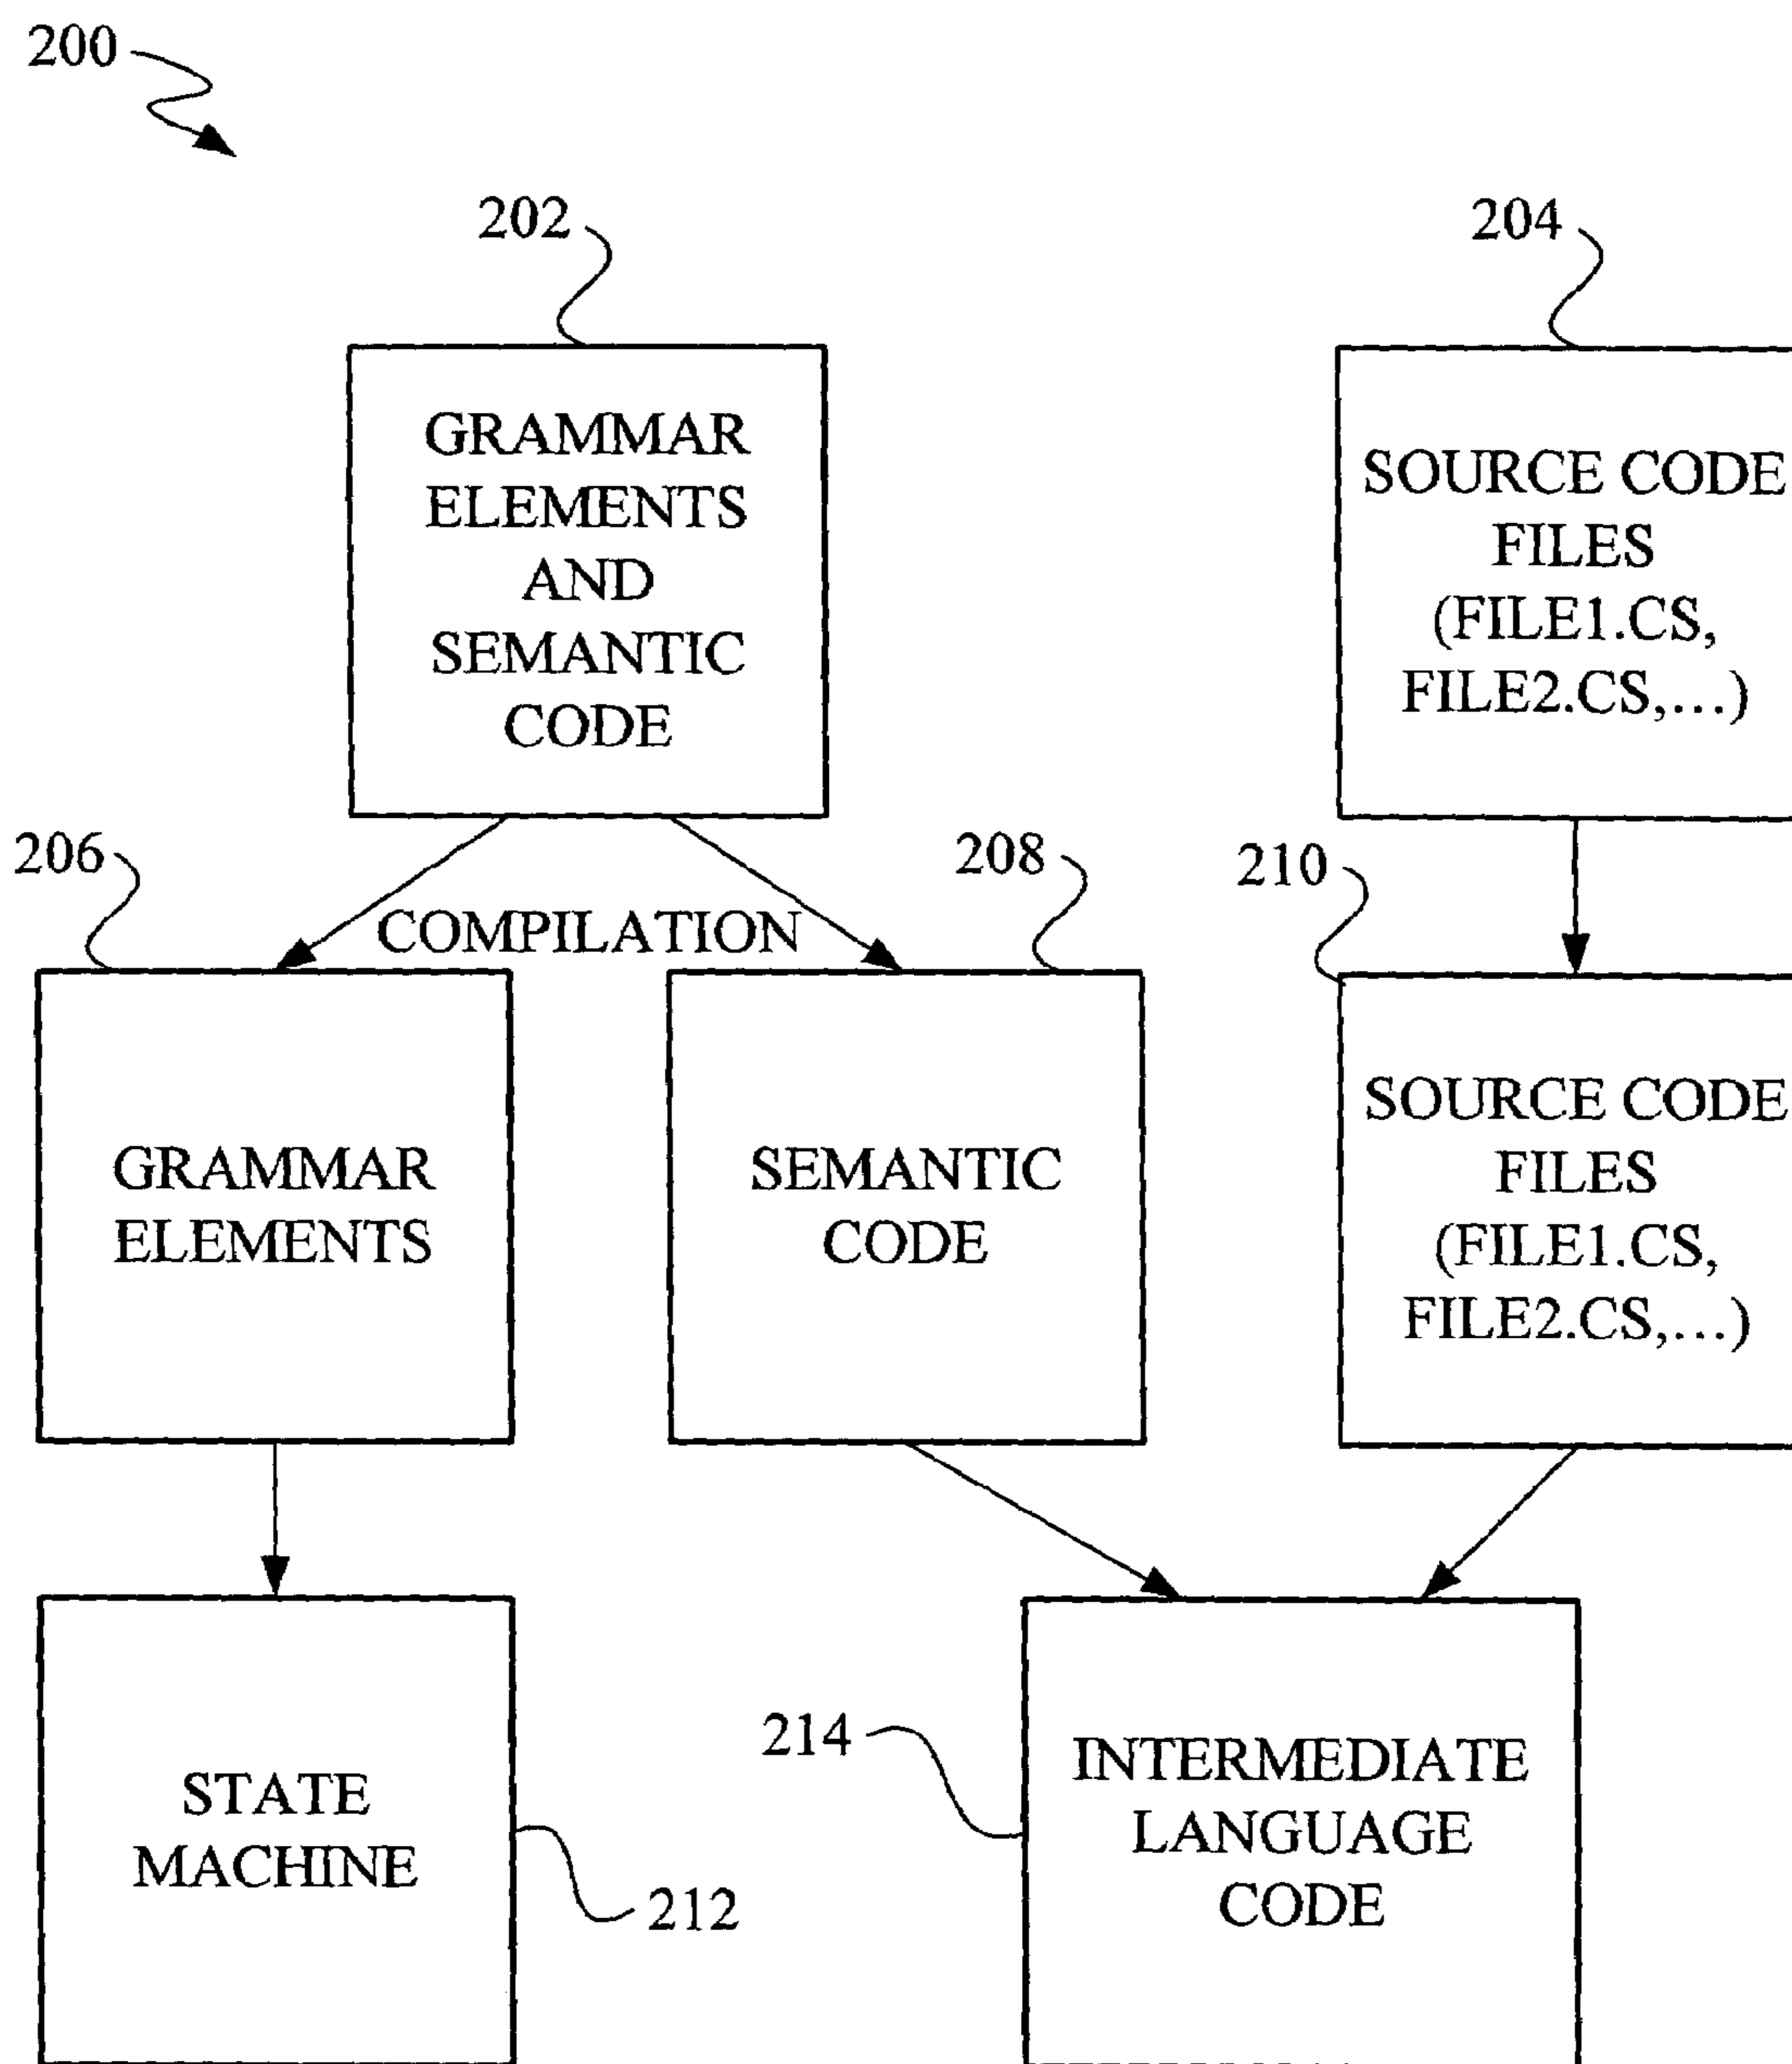 200
202
204
GRAMMAR
ELEMENTS
AND
SEMANTIC
CODE
SOURCE CODE
FILES
(FILE1.CS,
FILE2.CS,...)
206
COMPILATION
208
210
GRAMMAR
ELEMENTS
SEMANTIC
CODE
SOURCE CODE
FILES
(FILE1.CS,
FILE2.CS,...)
STATE
MACHINE
212
214
INTERMEDIATE
LANGUAGE
CODE